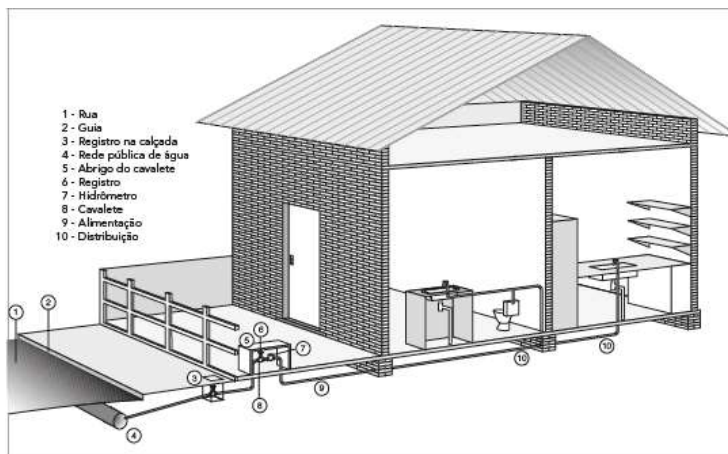 1 - Rua
2 - Guia
3 - Registro na calçada
4 - Rede pública de água
5 - Abrigo do cavalete
6 - Registro
7 - Hidrômetro
8 - Cavalete
9 - Alimentação
10 - Distribuição
1
2
5
6
7
3
8
9
10
10
4